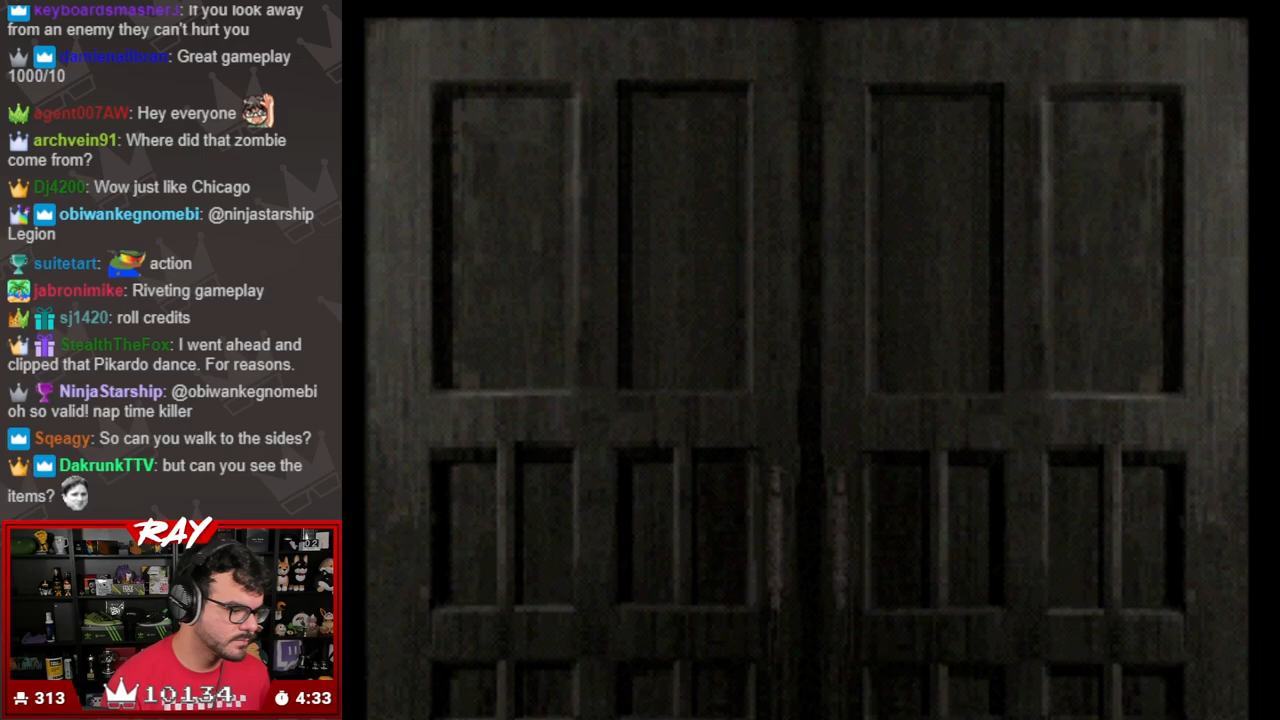 keyboardsmasher: If you look away
from an enemy they can't hurt you
damienallbran: Great gameplay
1000/10
agent007AW: Hey everyone
archvein91: Where did that zombie
come from?
Dj4200: Wow just like Chicago
obiwankegnomebi: @ninjastarship
Legion
suitetart: action
jabronimike: Riveting gameplay
sj1420: roll credits
StealthTheFox: I went ahead and
clipped that Pikardo dance. For reasons.
NinjaStarship: @obiwankegnomebi
oh so valid! nap time killer
Sqeagy: So can you walk to the sides?
DakrunkTTV: but can you see the
items?
RAY
313
10134
4:33